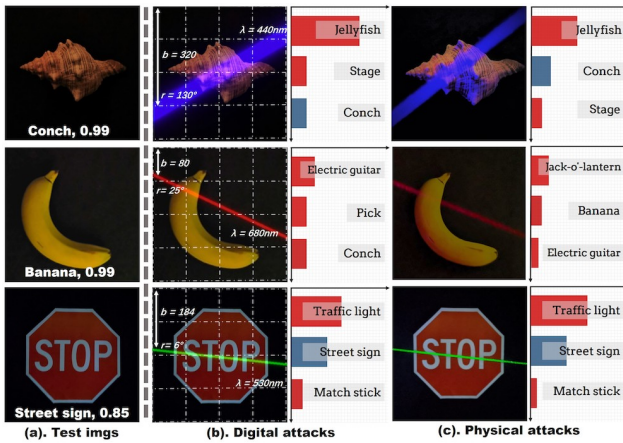 Conch, 0.99
λ = 440nm
b = 320
r = 130°
Jellyfish
Stage
Conch
Jellyfish
Conch
Stage
Banana, 0.99
b = 80
r= 25°
λ = 680nm
Electric guitar
Pick
Conch
Jack-o'-lantern
Banana
Electric guitar
STOP
Street sign, 0.85
b = 184
r= 6°
STOP
λ = 530nm
Traffic light
Street sign
Match stick
STOP
Traffic light
Street sign
Match stick
(a). Test imgs
(b). Digital attacks
(c). Physical attacks